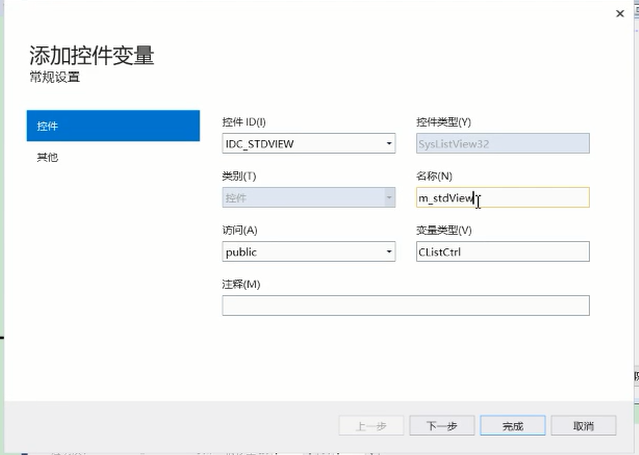 添加控件变量
常规设置
控件
其他
控件 ID(I)
IDC_STDVIEW
控件类型(Y)
SysListView32
类别(T)
控件
名称(N)
m_stdView
访问(A)
public
变量类型(V)
CListCtrl
注释(M)
上一步
下一步
完成
取消